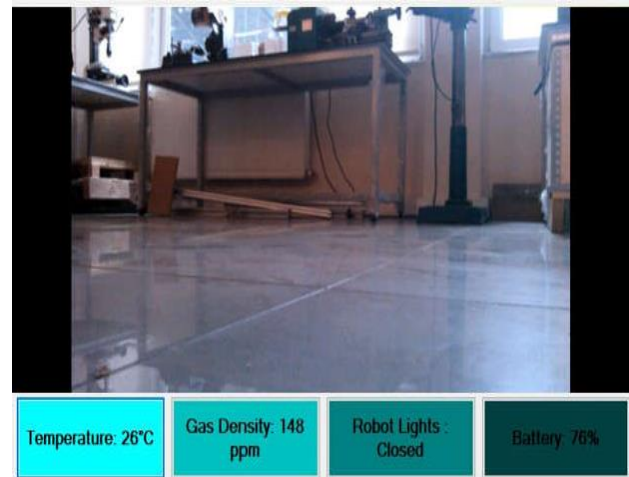 Temperature: 26°C
Gas Density: 148
ppm
Robot Lights :
Closed
Battery: 76%